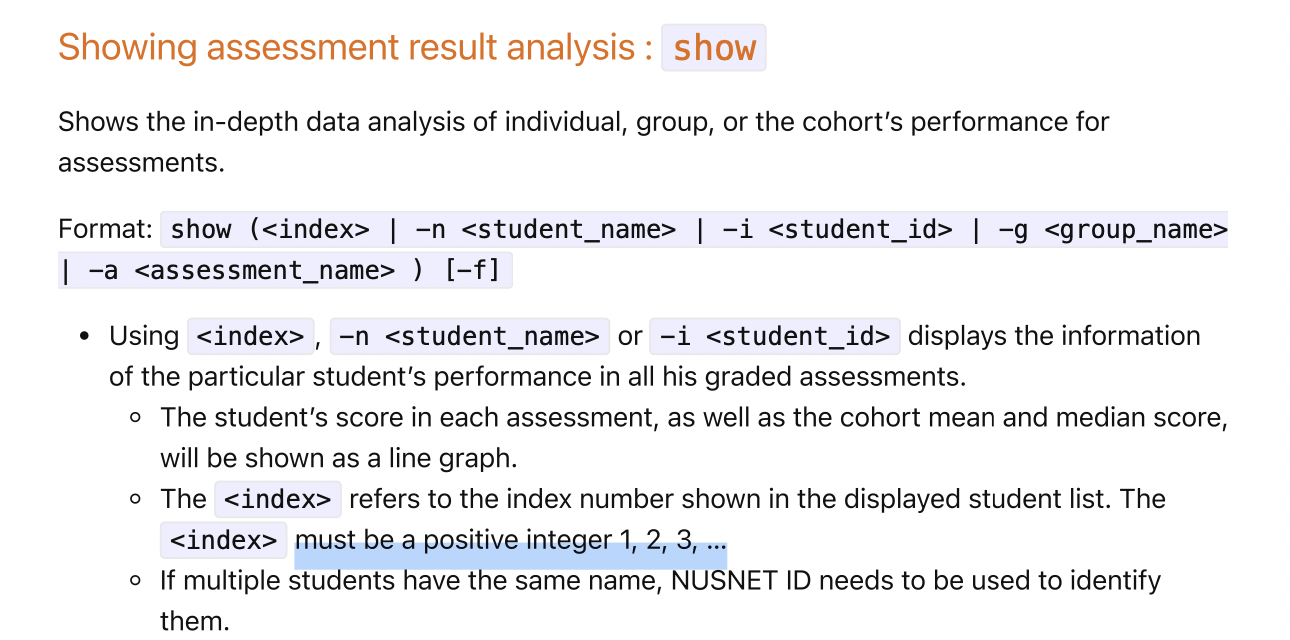 Showing assessment result analysis : show
Shows the in-depth data analysis of individual, group, or the cohort’s performance for
assessments.
Format: show (<index> | -n <student_name> | -i <student_id> | -g <group_name>
| -a <assessment_name> ) [-f]
• Using <index> , -n <student_name> or -i <student_id> displays the information
of the particular student’s performance in all his graded assessments.
◦ The student’s score in each assessment, as well as the cohort mean and median score,
will be shown as a line graph.
◦ The <index> refers to the index number shown in the displayed student list. The
<index> must be a positive integer 1, 2, 3, …
◦ If multiple students have the same name, NUSNET ID needs to be used to identify
them.